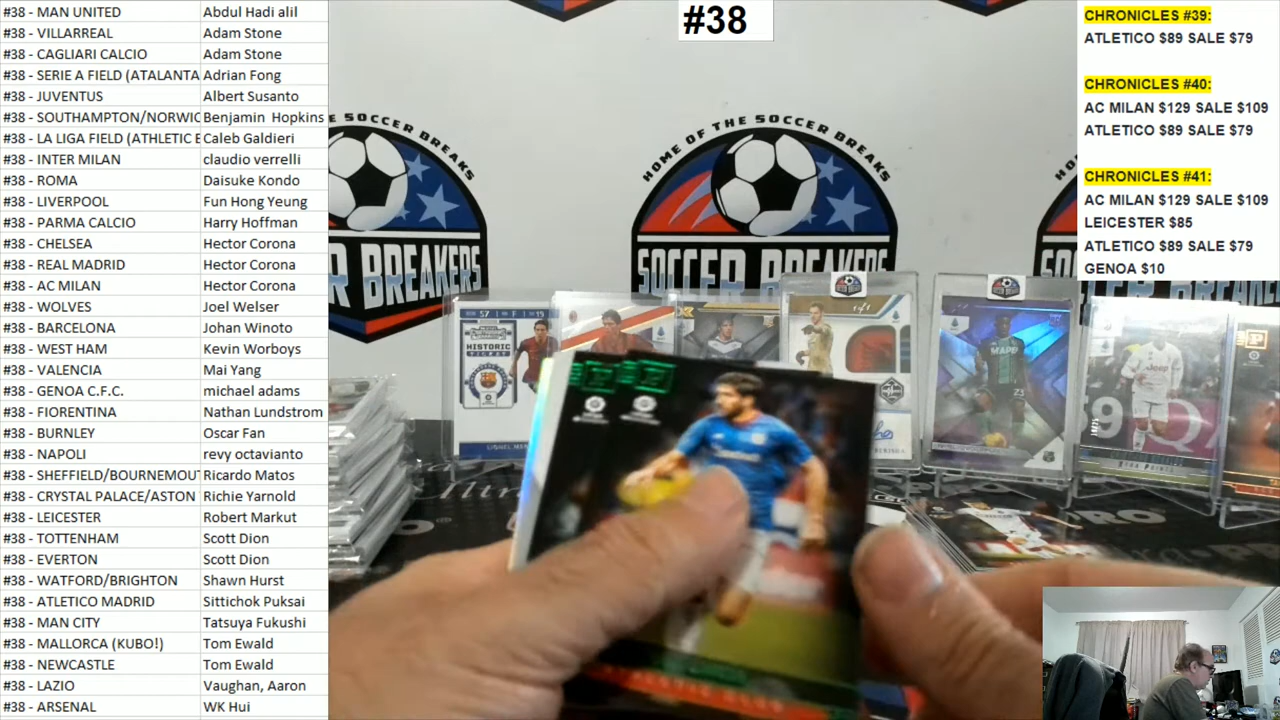 #38 - MAN UNITED Abdul Hadi alil
#38 - VILLARREAL Adam Stone
#38 - CAGLIARI CALCIO Adam Stone
#38 - SERIE A FIELD (ATALANTA Adrian Fong
#38 - JUVENTUS Albert Susanto
#38 - SOUTHAMPTON/NORWIC Benjamin Hopkins
#38 - LA LIGA FIELD (ATHLETIC E Caleb Galdieri
#38 - INTER MILAN claudio verrelli
#38 - ROMA Daisuke Kondo
#38 - LIVERPOOL Fun Hong Yeung
#38 - PARMA CALCIO Harry Hoffman
#38 - CHELSEA Hector Corona
#38 - REAL MADRID Hector Corona
#38 - AC MILAN Hector Corona
#38 - WOLVES Joel Welser
#38 - BARCELONA Johan Winoto
#38 - WEST HAM Kevin Worboys
#38 - VALENCIA Mai Yang
#38 - GENOA C.F.C. michael adams
#38 - FIORENTINA Nathan Lundstrom
#38 - BURNLEY Oscar Fan
#38 - NAPOLI revy octavianto
#38 - SHEFFIELD/BOURNEMOUT Ricardo Matos
#38 - CRYSTAL PALACE/ASTON Richie Yarnold
#38 - LEICESTER Robert Markut
#38 - TOTTENHAM Scott Dion
#38 - EVERTON Scott Dion
#38 - WATFORD/BRIGHTON Shawn Hurst
#38 - ATLETICO MADRID Sittichok Puksai
#38 - MAN CITY Tatsuya Fukushi
#38 - MALLORCA (KUBO!) Tom Ewald
#38 - NEWCASTLE Tom Ewald
#38 - LAZIO Vaughan, Aaron
#38 - ARSENAL WK Hui
#38
CHRONICLES #39:
ATLETICO $89 SALE $79
CHRONICLES #40:
AC MILAN $129 SALE $109
ATLETICO $89 SALE $79
CHRONICLES #41:
AC MILAN $129 SALE $109
LEICESTER $85
ATLETICO $89 SALE $79
GENOA $10
E SOCCER BREAKS
R BREAKERS
HOME OF THE SOCCER BREAKS
SOCCER BREAKERS
HISTORIC
TICKET
Jeep